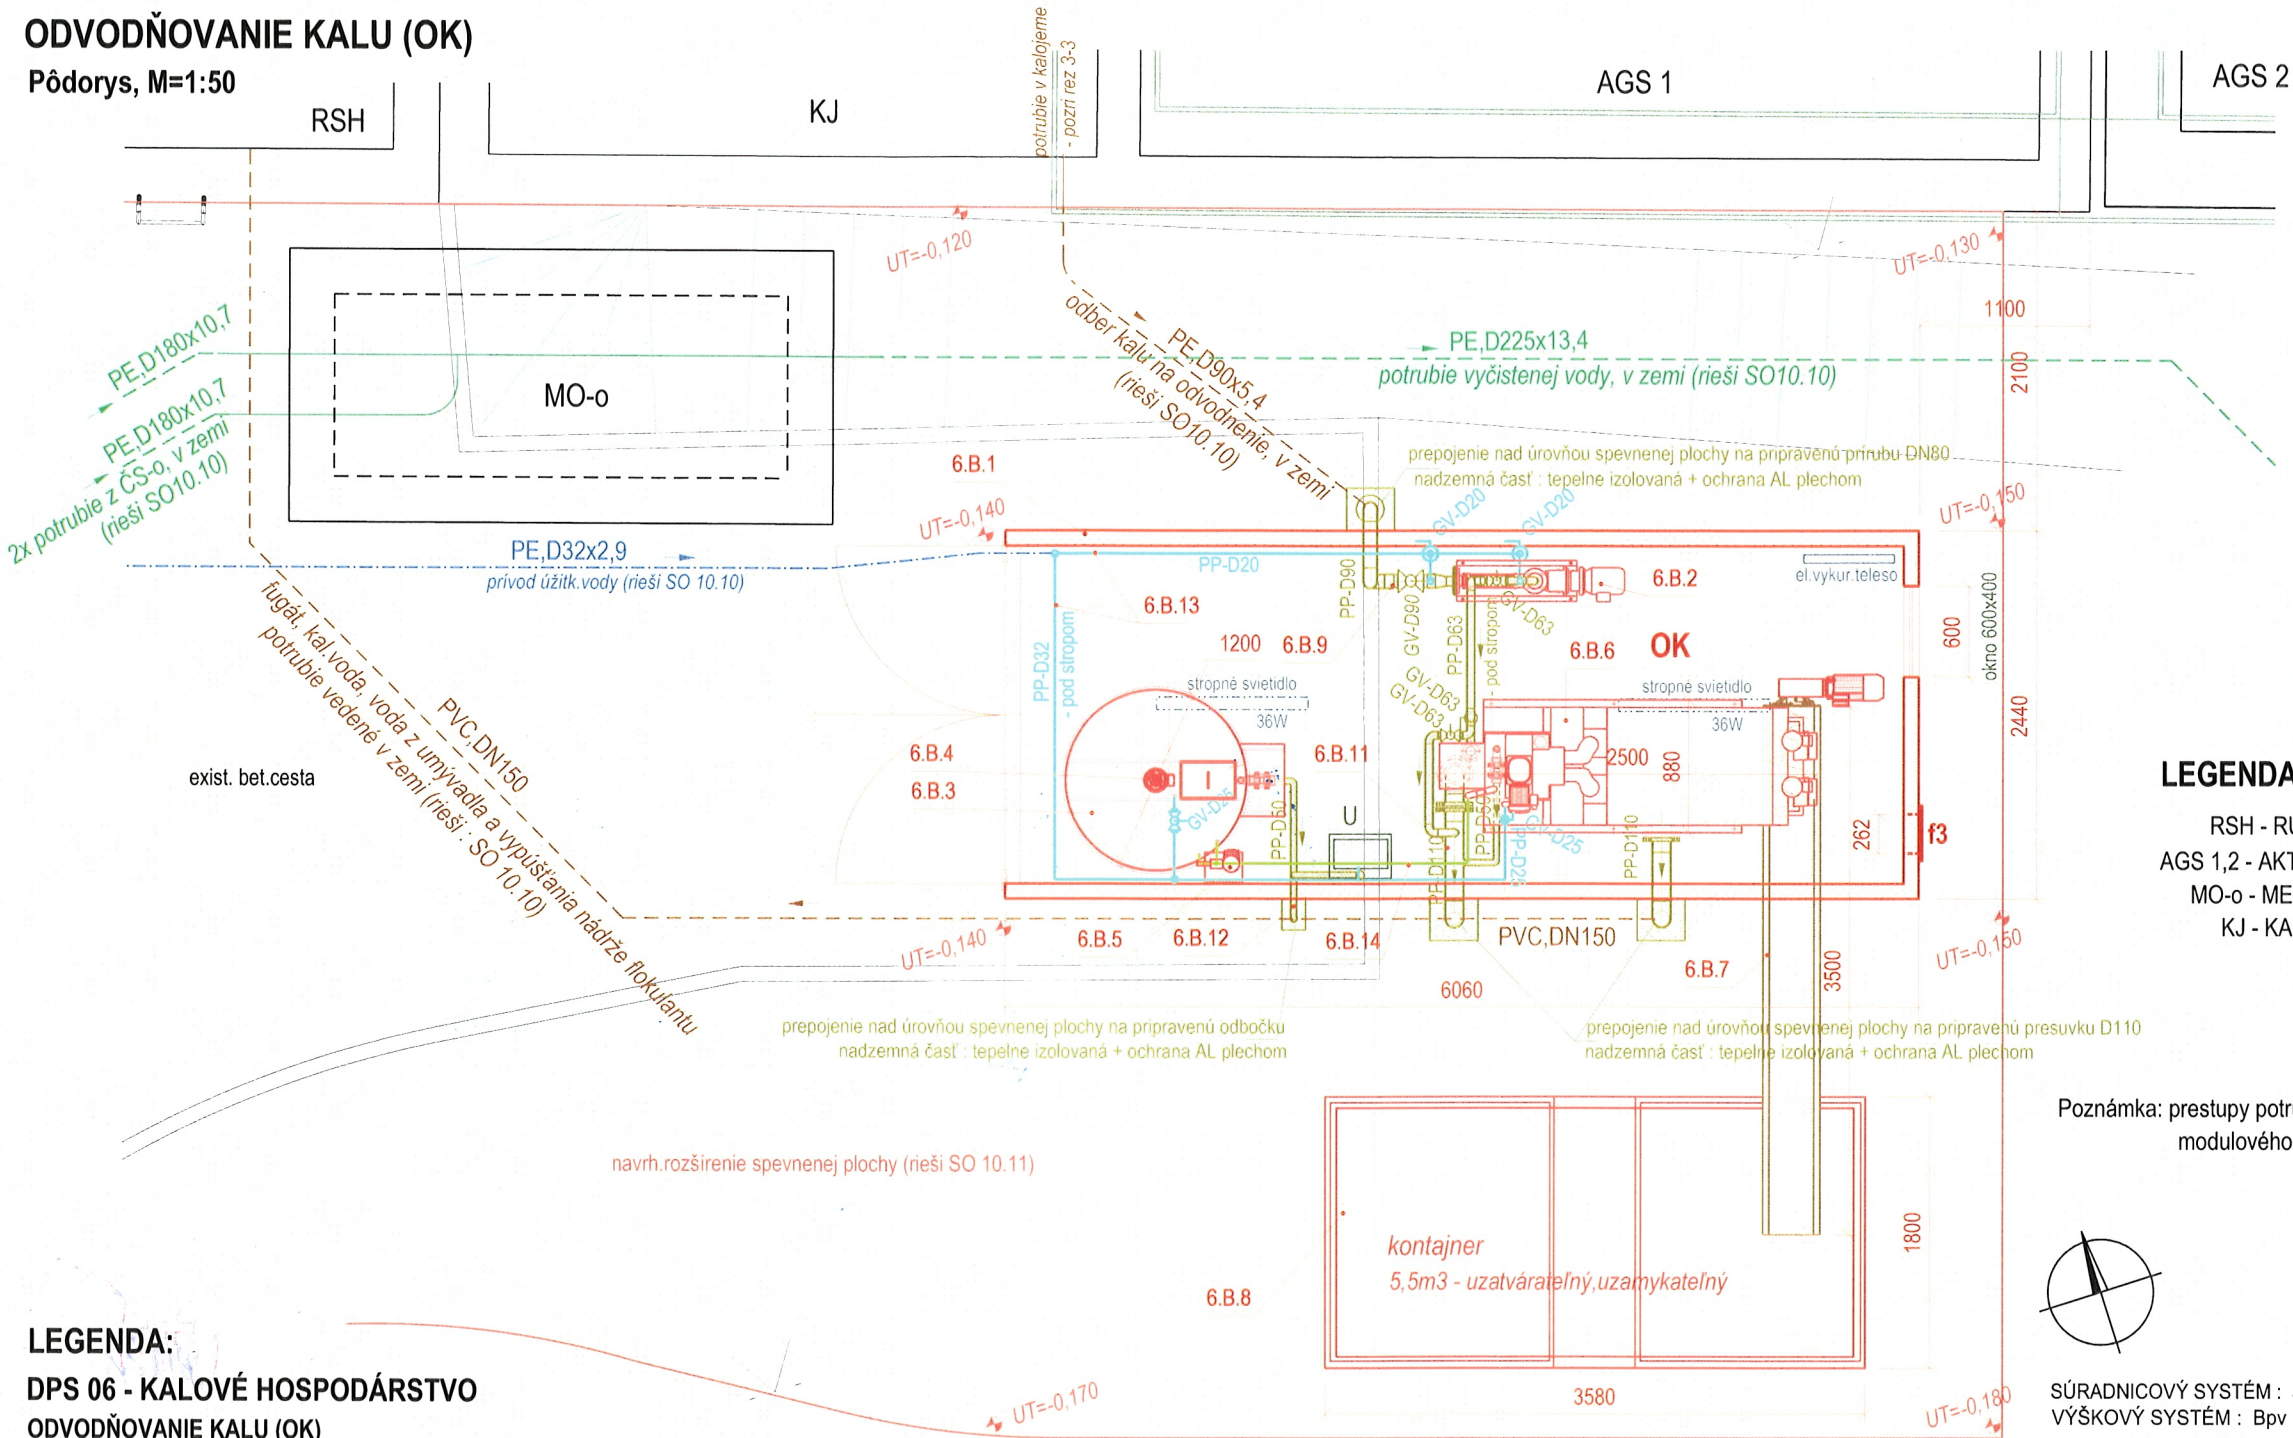 ODVODŇOVANIE KALU (OK)
Pôdorys, M=1:50
RSH
KJ
potrubie v kalojeme
- pozri rez 3-3
AGS 1
AGS 2
UT=-0,120
UT=-0,130
1100
2100
PE,D180x10,7
PE,D180x10,7
2x potrubie z ČS-o, v zemi
(rieši SO10.10)
MO-o
PE,D90x5,4
odber kalu na odvodnenie, v zemi
(rieši SO10.10)
PE,D225x13,4
potrubie vyčistenej vody, v zemi (rieši SO10.10)
6.B.1
prepojenie nad úrovňou spevnenej plochy na pripravenú prírubu DN80
nadzemná časť : tepelne izolovaná + ochrana AL plechom
UT=-0,140
UT=-0,150
GV-D20
GV-D20
PE,D32x2,9
prívod úžitk.vody (rieši SO 10.10)
PP-D20
PP-D90
GV-D90
PP-D63
- pod stropom
GV-D63
6.B.2
el.vykur.teleso
6.B.13
PP-D32
- pod stropom
1200
6.B.9
6.B.6
OK
600
okno 600x400
stropné svietidlo
36W
GV-D63
GV-D63
stropné svietidlo
36W
2440
fugát, kal.voda, voda z umývadla a vypúšťania nádrže flokulantu
potrubie vedené v zemi (rieši : SO 10.10)
PVC,DN150
exist. bet.cesta
6.B.4
6.B.3
6.B.11
2500
880
GV-D25
PP-D50
U
PP-D110
PP-D50
GV-D25
PP-D25
PP-D110
262
f3
LEGENDA
RSH - RU
AGS 1,2 - AKT
MO-o - ME
KJ - KA
UT=-0,140
6.B.5
6.B.12
6.B.14
PVC,DN150
6.B.7
UT=-0,150
6060
3500
prepojenie nad úrovňou spevnenej plochy na pripravenú odbočku
nadzemná časť : tepelne izolovaná + ochrana AL plechom
prepojenie nad úrovňou spevnenej plochy na pripravenú presuvku D110
nadzemná časť : tepelne izolovaná + ochrana AL plechom
Poznámka: prestupy potr
modulového
navrh.rozšírenie spevnenej plochy (rieši SO 10.11)
kontajner
5,5m3 - uzatvárateľný,uzamykateľný
1800
6.B.8
3580
UT=-0,170
UT=-0,180
LEGENDA:
DPS 06 - KALOVÉ HOSPODÁRSTVO
ODVODŇOVANIE KALU (OK)
SÚRADNICOVÝ SYSTÉM :
VÝŠKOVÝ SYSTÉM : Bpv